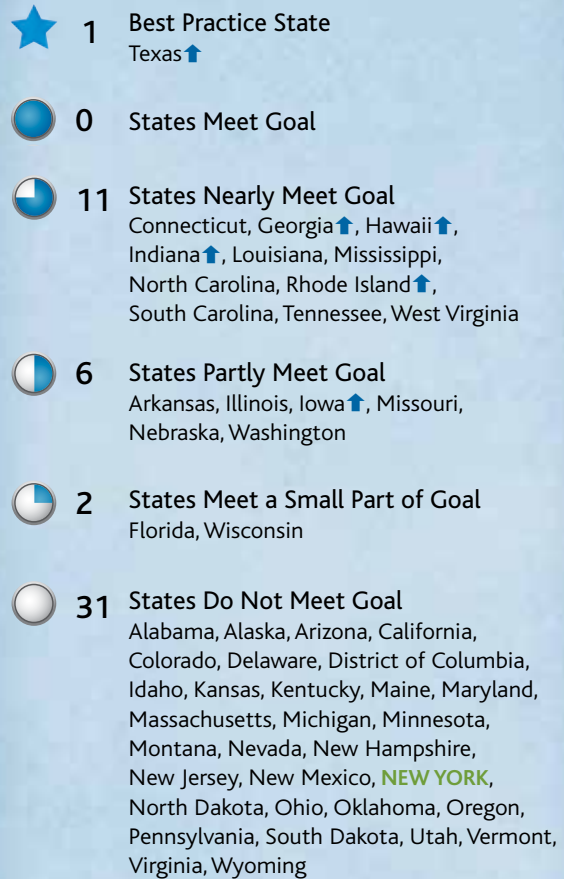 1 Best Practice State
Texas⬆
0 States Meet Goal
11 States Nearly Meet Goal
Connecticut, Georgia⬆, Hawaii⬆,
Indiana⬆, Louisiana, Mississippi,
North Carolina, Rhode Island⬆,
South Carolina, Tennessee, West Virginia
6 States Partly Meet Goal
Arkansas, Illinois, Iowa⬆, Missouri,
Nebraska, Washington
2 States Meet a Small Part of Goal
Florida, Wisconsin
31 States Do Not Meet Goal
Alabama, Alaska, Arizona, California,
Colorado, Delaware, District of Columbia,
Idaho, Kansas, Kentucky, Maine, Maryland,
Massachusetts, Michigan, Minnesota,
Montana, Nevada, New Hampshire,
New Jersey, New Mexico, NEW YORK,
North Dakota, Ohio, Oklahoma, Oregon,
Pennsylvania, South Dakota, Utah, Vermont,
Virginia, Wyoming